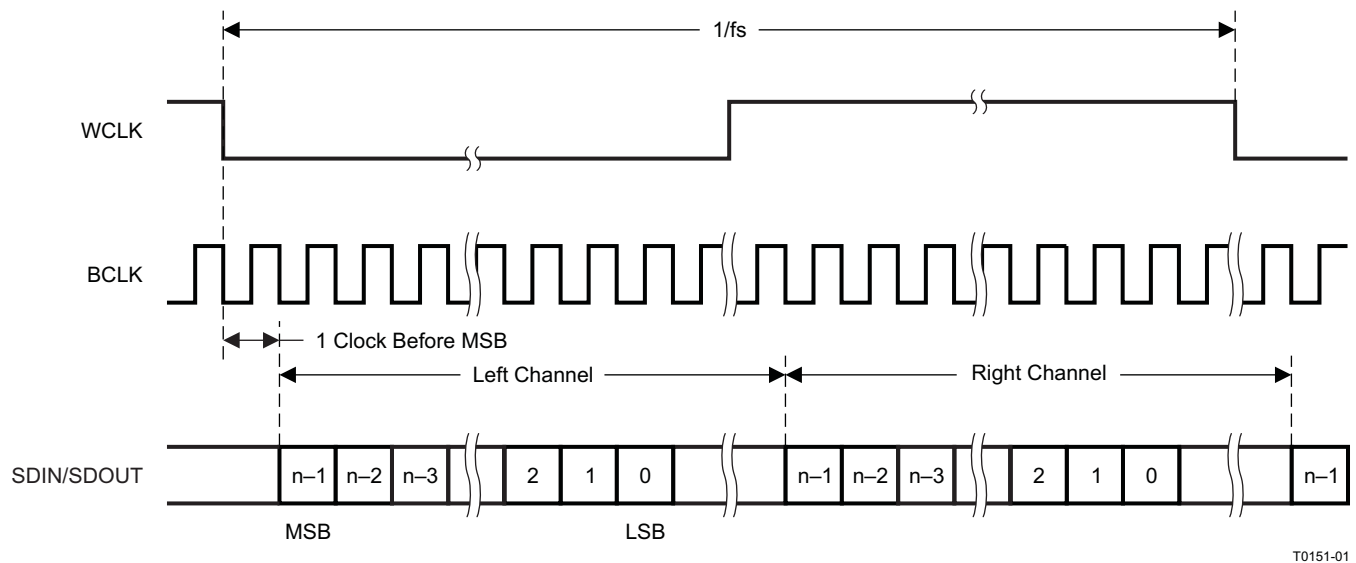 1/fs
WCLK
BCLK
1 Clock Before MSB
Left Channel
Right Channel
SDIN/SDOUT
n–1 n–2 n–3 2 1 0 n–1 n–2 n–3 2 1 0 n–1
MSB LSB
T0151-01